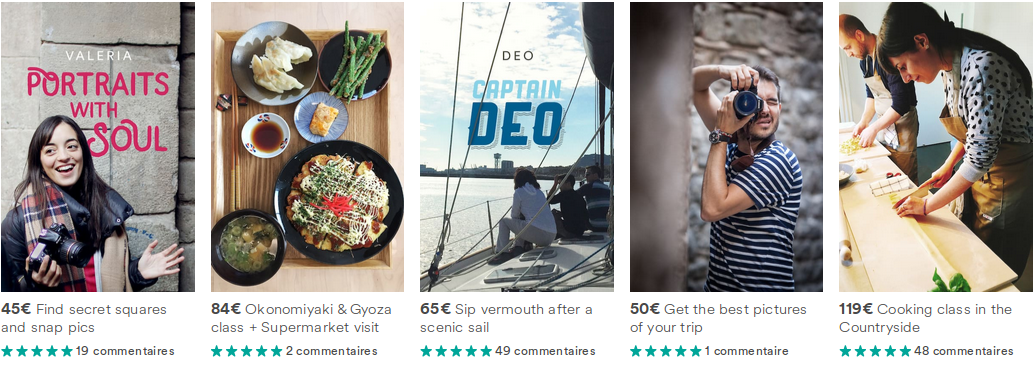 VALERIA
PORTRAITS
WITH
SOUL
45€ Find secret squares
and snap pics
19 commentaires
84€ Okonomiyaki & Gyoza
class + Supermarket visit
2 commentaires
DEO
CAPTAIN
DEO
65€ Sip vermouth after a
scenic sail
49 commentaires
50€ Get the best pictures
of your trip
1 commentaire
119€ Cooking class in the
Countryside
48 commentaires